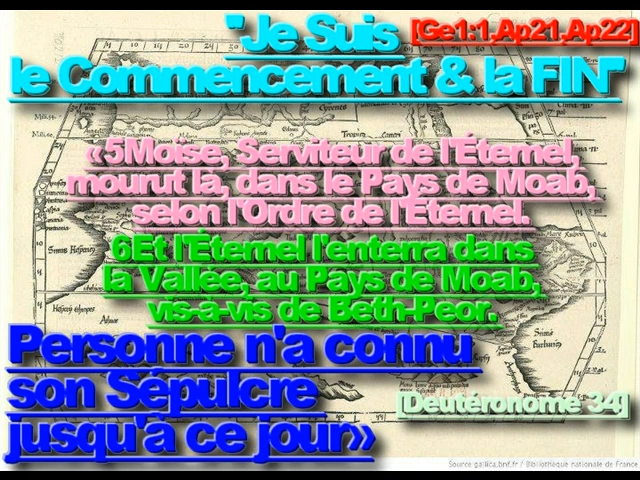 "Je Suis [Ge1:1,Ap21,Ap22]
le Commencement & la FIN"
«5Moïse, Serviteur de l'Éternel,
mourut là, dans le Pays de Moab,
selon l'Ordre de l'Éternel.
6Et l'Éternel l'enterra dans
la Vallée, au Pays de Moab,
vis-à-vis de Beth-Peor.
Personne n'a connu
son Sépulcre
jusqu'à ce jour»
[Deutéronome 34]
Source gallica.bnf.fr / Bibliothèque nationale de France